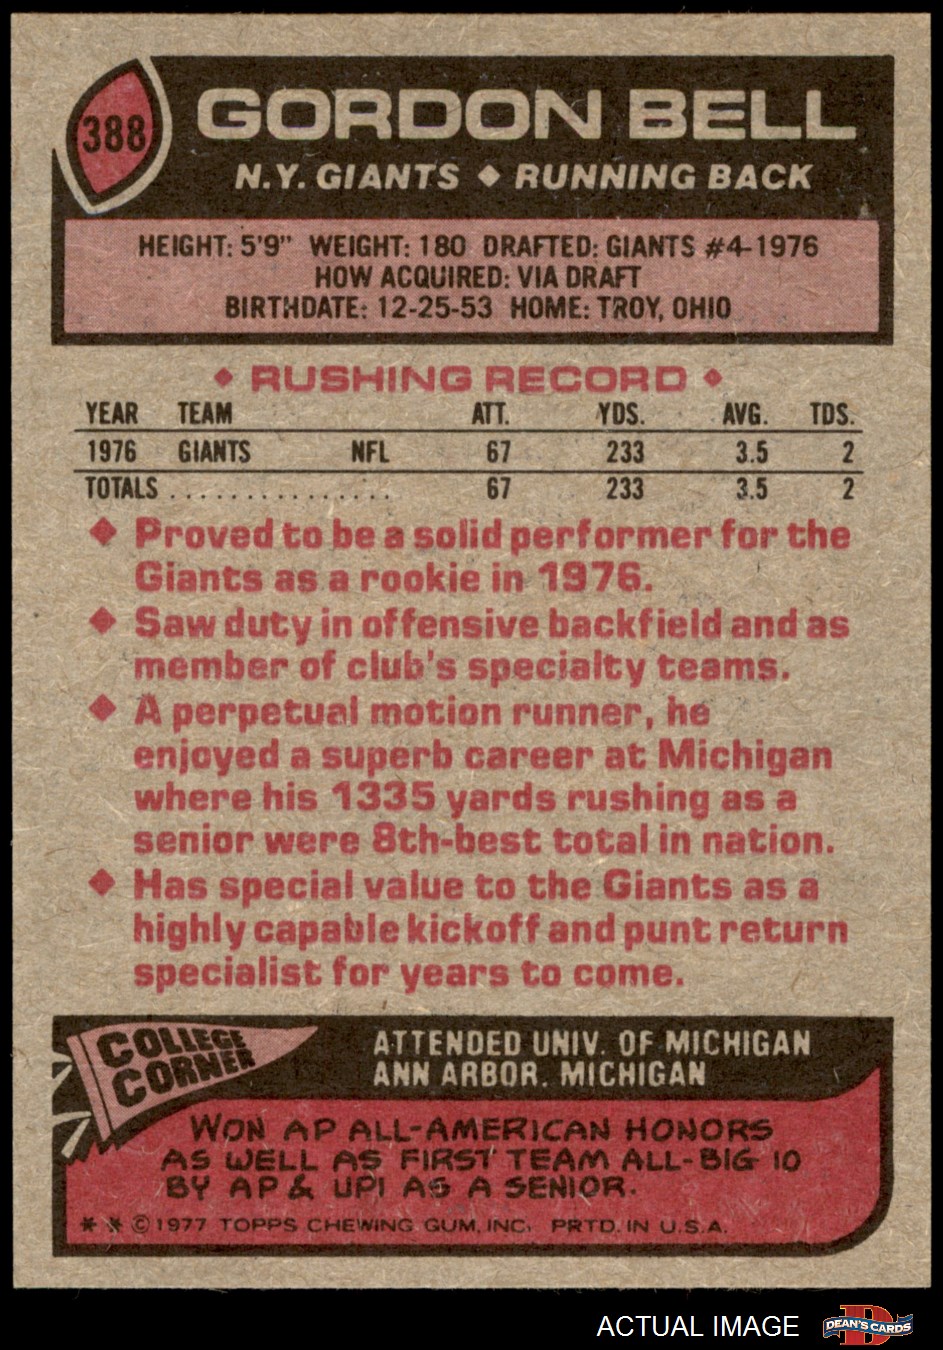 388
GORDON BELL
N.Y. GIANTS ◆ RUNNING BACK
HEIGHT: 5'9" WEIGHT: 180 DRAFTED: GIANTS #4-1976
HOW ACQUIRED: VIA DRAFT
BIRTHDATE: 12-25-53 HOME: TROY, OHIO
◆ RUSHING RECORD ◆
YEAR TEAM ATT. YDS. AVG. TDS.
1976 GIANTS NFL 67 233 3.5 2
TOTALS ................ 67 233 3.5 2
◆ Proved to be a solid performer for the
Giants as a rookie in 1976.
◆ Saw duty in offensive backfield and as
member of club's specialty teams.
◆ A perpetual motion runner, he
enjoyed a superb career at Michigan
where his 1335 yards rushing as a
senior were 8th-best total in nation.
◆ Has special value to the Giants as a
highly capable kickoff and punt return
specialist for years to come.
COLLEGE
CORNER
ATTENDED UNIV. OF MICHIGAN
ANN ARBOR, MICHIGAN
WON AP ALL-AMERICAN HONORS
AS WELL AS FIRST TEAM ALL-BIG 10
BY AP & UPI AS A SENIOR.
* * © 1977 TOPPS CHEWING GUM, INC. PRTD. IN U.S.A.
ACTUAL IMAGE
D
DEAN'S CARDS